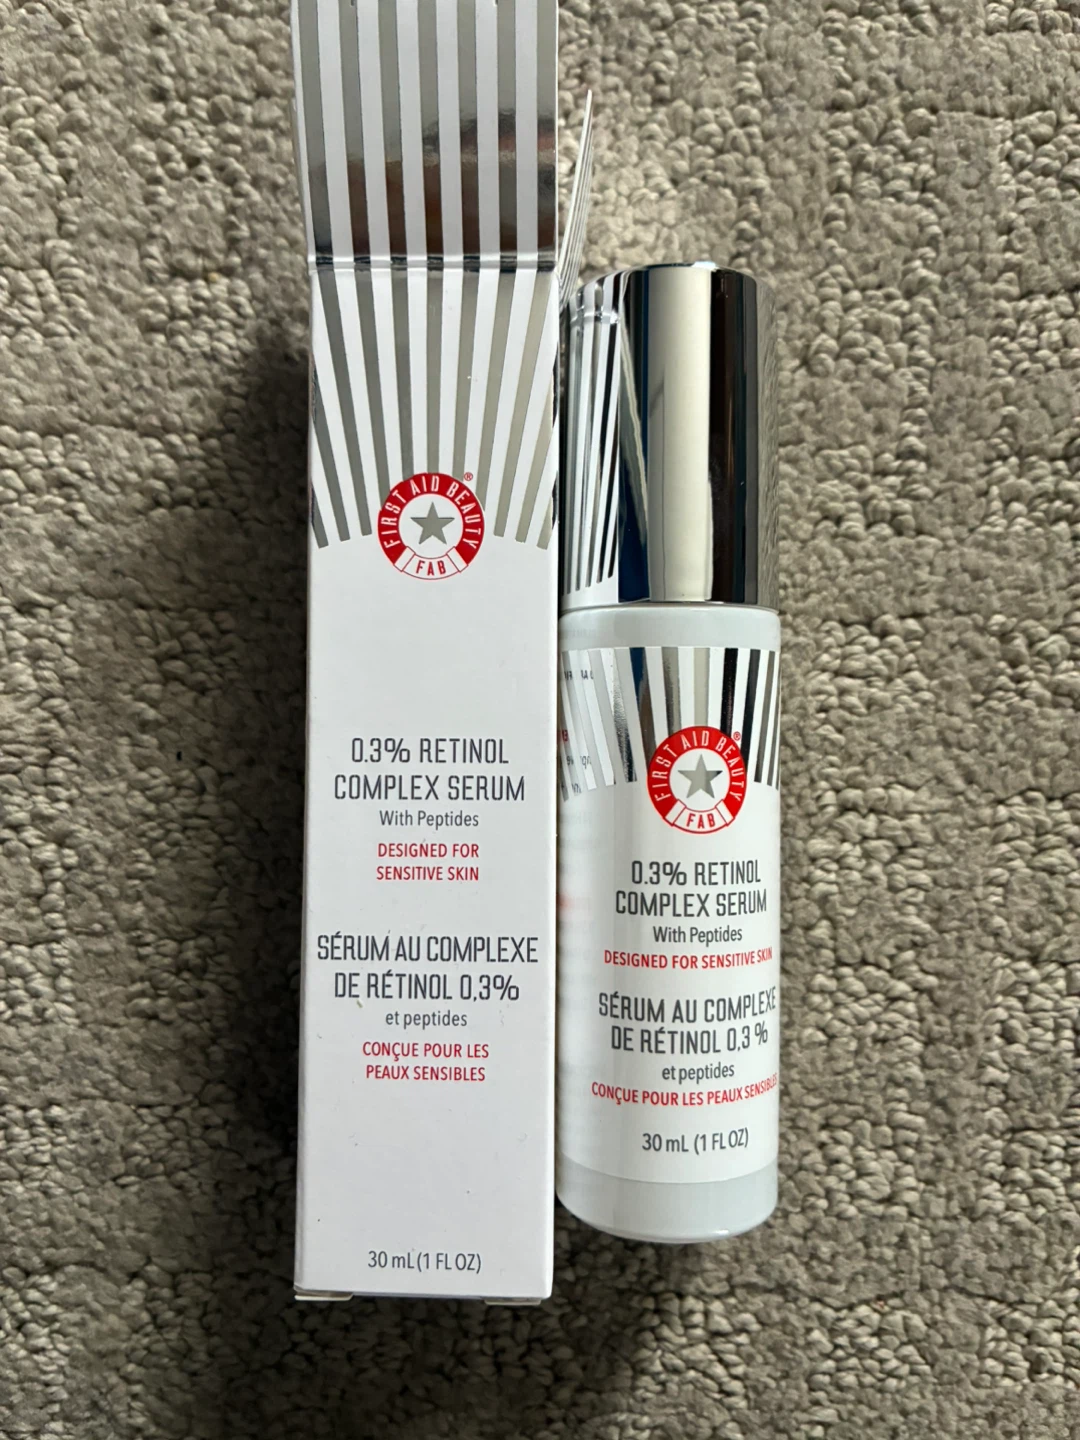 FIRST AID BEAUTY®
FAB
0.3% RETINOL
COMPLEX SERUM
With Peptides
DESIGNED FOR
SENSITIVE SKIN
SÉRUM AU COMPLEXE
DE RÉTINOL 0,3%
et peptides
CONÇUE POUR LES
PEAUX SENSIBLES
30 mL (1 FL OZ)
FIRST AID BEAUTY®
FAB
0.3% RETINOL
COMPLEX SERUM
With Peptides
DESIGNED FOR SENSITIVE SKIN
SÉRUM AU COMPLEXE
DE RÉTINOL 0,3 %
et peptides
CONÇUE POUR LES PEAUX SENSIBLES
30 mL (1 FL OZ)